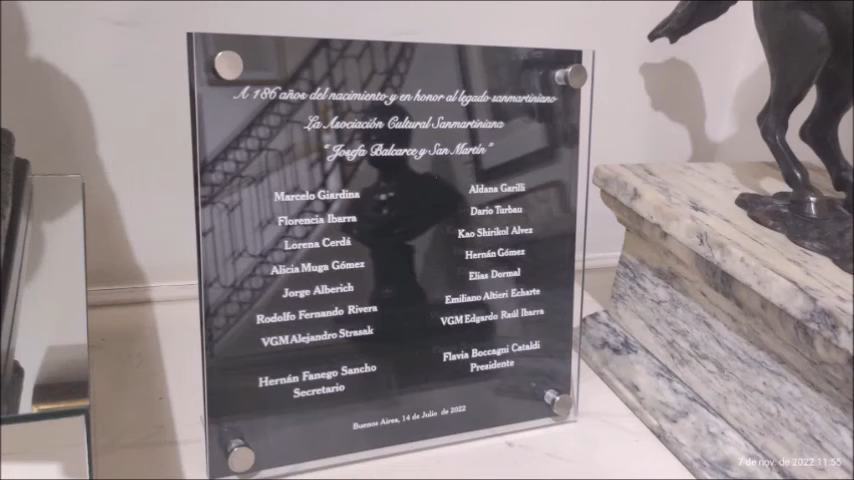 A 186 años del nacimiento y en honor al legado sanmartiniano
La Asociación Cultural Sanmartiniana
"Josefa Balcarce y San Martín"
Marcelo Giardina
Florencia Ibarra
Lorena Cerdá
Alicia Muga Gómez
Jorge Alberich
Rodolfo Fernando Rivera
VGM Alejandro Strasak
Hernán Fanego Sancho
Secretario
Aldana Garilli
Dario Turbau
Kao Shirikol Alvez
Hernán Gómez
Elias Dormal
Emiliano Altieri Echarte
VGM Edgardo Raúl Ibarra
Flavia Boccagni Cataldi
Presidente
Buenos Aires, 14 de Julio de 2022
7 de nov. de 2022 11:55